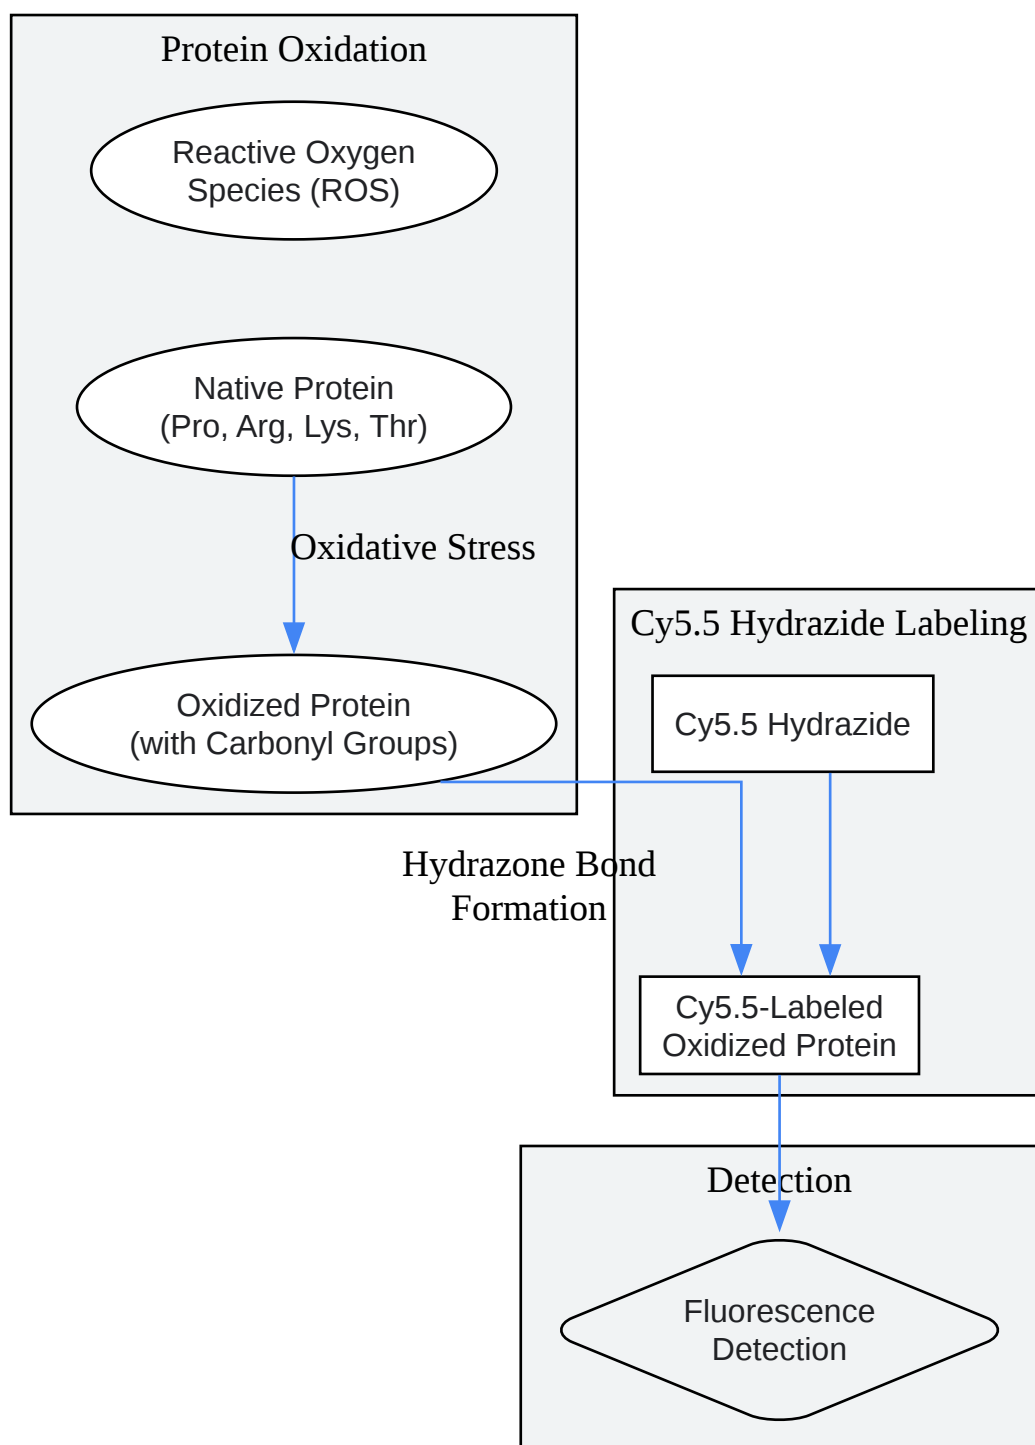 Protein Oxidation
Reactive Oxygen
Species (ROS)
Native Protein
(Pro, Arg, Lys, Thr)
Oxidative Stress
Oxidized Protein
(with Carbonyl Groups)
Cy5.5 Hydrazide Labeling
Cy5.5 Hydrazide
Hydrazone Bond
Formation
Cy5.5-Labeled
Oxidized Protein
Detection
Fluorescence
Detection